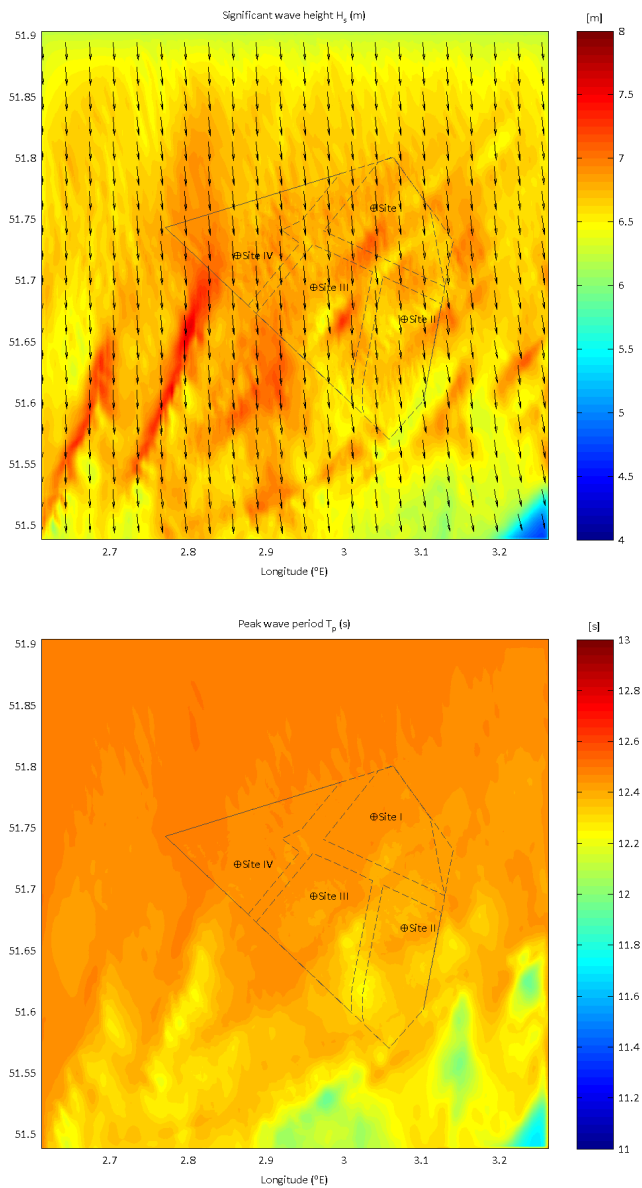 Significant wave height Hs (m)
[m]
51.9
51.85
51.8
51.75
51.7
51.65
51.6
51.55
51.5
⊕Site I
⊕Site IV
⊕Site III
⊕Site II
8
7.5
7
6.5
6
5.5
5
4.5
4
2.7 2.8 2.9 3 3.1 3.2
Longitude (°E)
Peak wave period Tp (s)
[s]
51.9
51.85
51.8
51.75
51.7
51.65
51.6
51.55
51.5
⊕Site I
⊕Site IV
⊕Site III
⊕Site II
13
12.8
12.6
12.4
12.2
12
11.8
11.6
11.4
11.2
11
2.7 2.8 2.9 3 3.1 3.2
Longitude (°E)